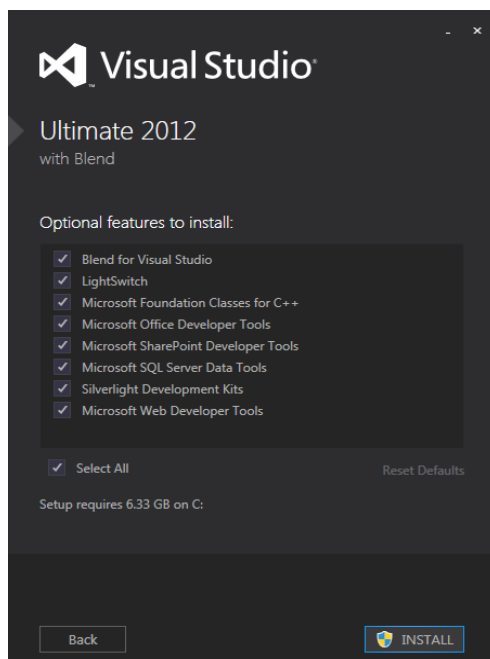 Visual Studio®
™
Ultimate 2012
with Blend
Optional features to install:
Blend for Visual Studio
LightSwitch
Microsoft Foundation Classes for C++
Microsoft Office Developer Tools
Microsoft SharePoint Developer Tools
Microsoft SQL Server Data Tools
Silverlight Development Kits
Microsoft Web Developer Tools
Select All
Reset Defaults
Setup requires 6.33 GB on C:
Back
INSTALL